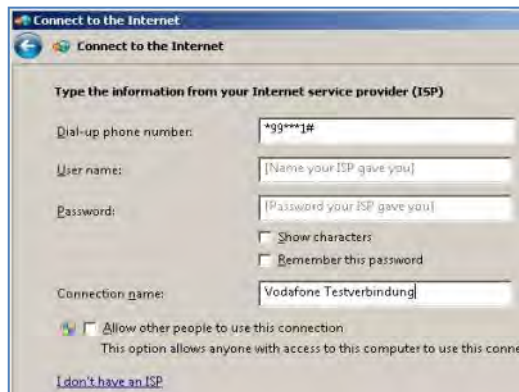 Connect to the Internet
Connect to the Internet
Type the information from your Internet service provider (ISP)
Dial-up phone number: *99***1#
User name: [Name your ISP gave you]
Password: [Password your ISP gave you]
Show characters
Remember this password
Connection name: Vodafone Testverbindung
Allow other people to use this connection
This option allows anyone with access to this computer to use this conne
I don't have an ISP